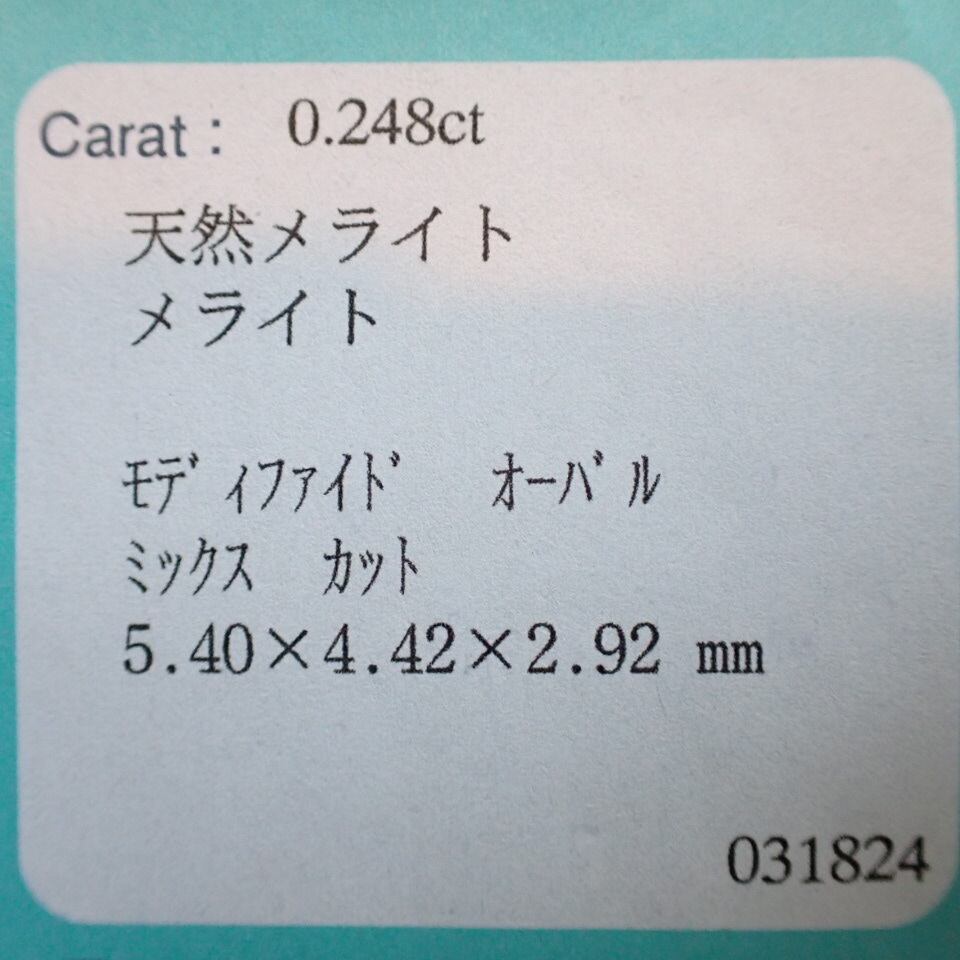 Carat： 0.248ct
天然メライト
メライト
ﾓﾃﾞｨﾌｧｲﾄﾞ ｵｰﾊﾞﾙ
ﾐｯｸｽ ｶｯﾄ
5.40×4.42×2.92 mm
031824